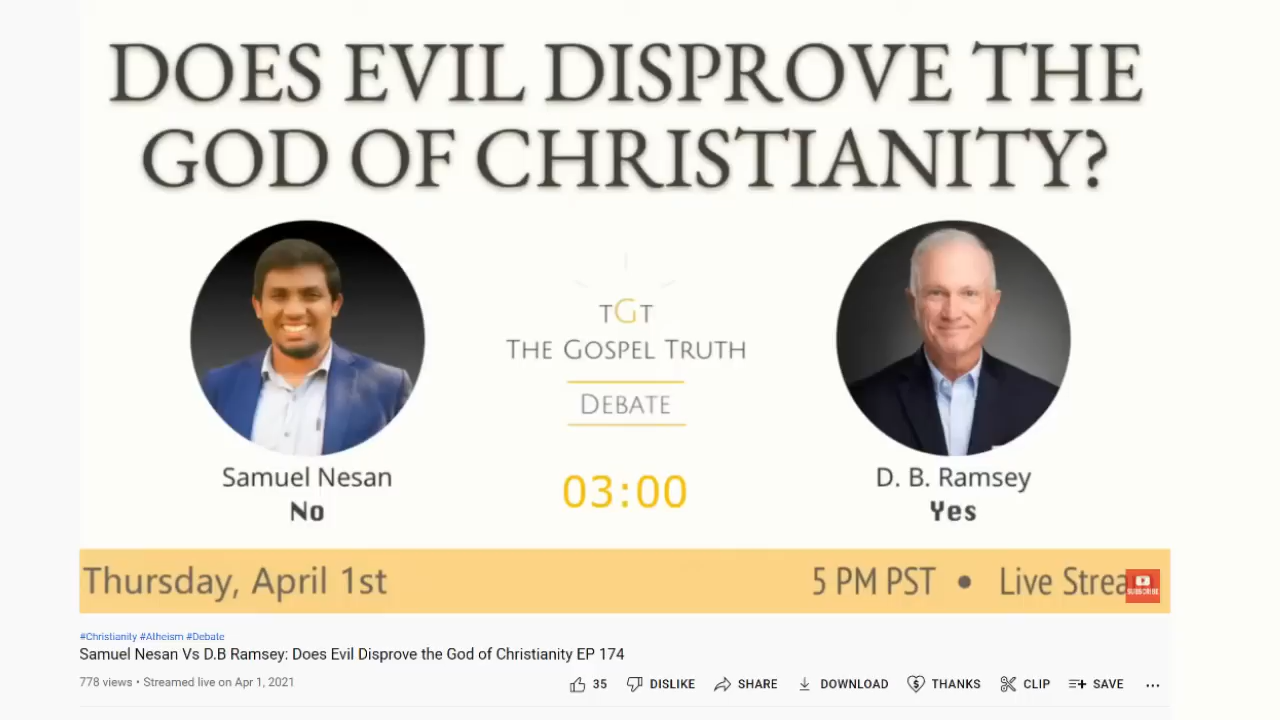 DOES EVIL DISPROVE THE
GOD OF CHRISTIANITY?
TGT
THE GOSPEL TRUTH
DEBATE
03:00
Samuel Nesan
No
D. B. Ramsey
Yes
Thursday, April 1st
5 PM PST • Live Strea
SUBSCRIBE
#Christianity #Atheism #Debate
Samuel Nesan Vs D.B Ramsey: Does Evil Disprove the God of Christianity EP 174
778 views • Streamed live on Apr 1, 2021
35 DISLIKE SHARE DOWNLOAD THANKS CLIP SAVE ...